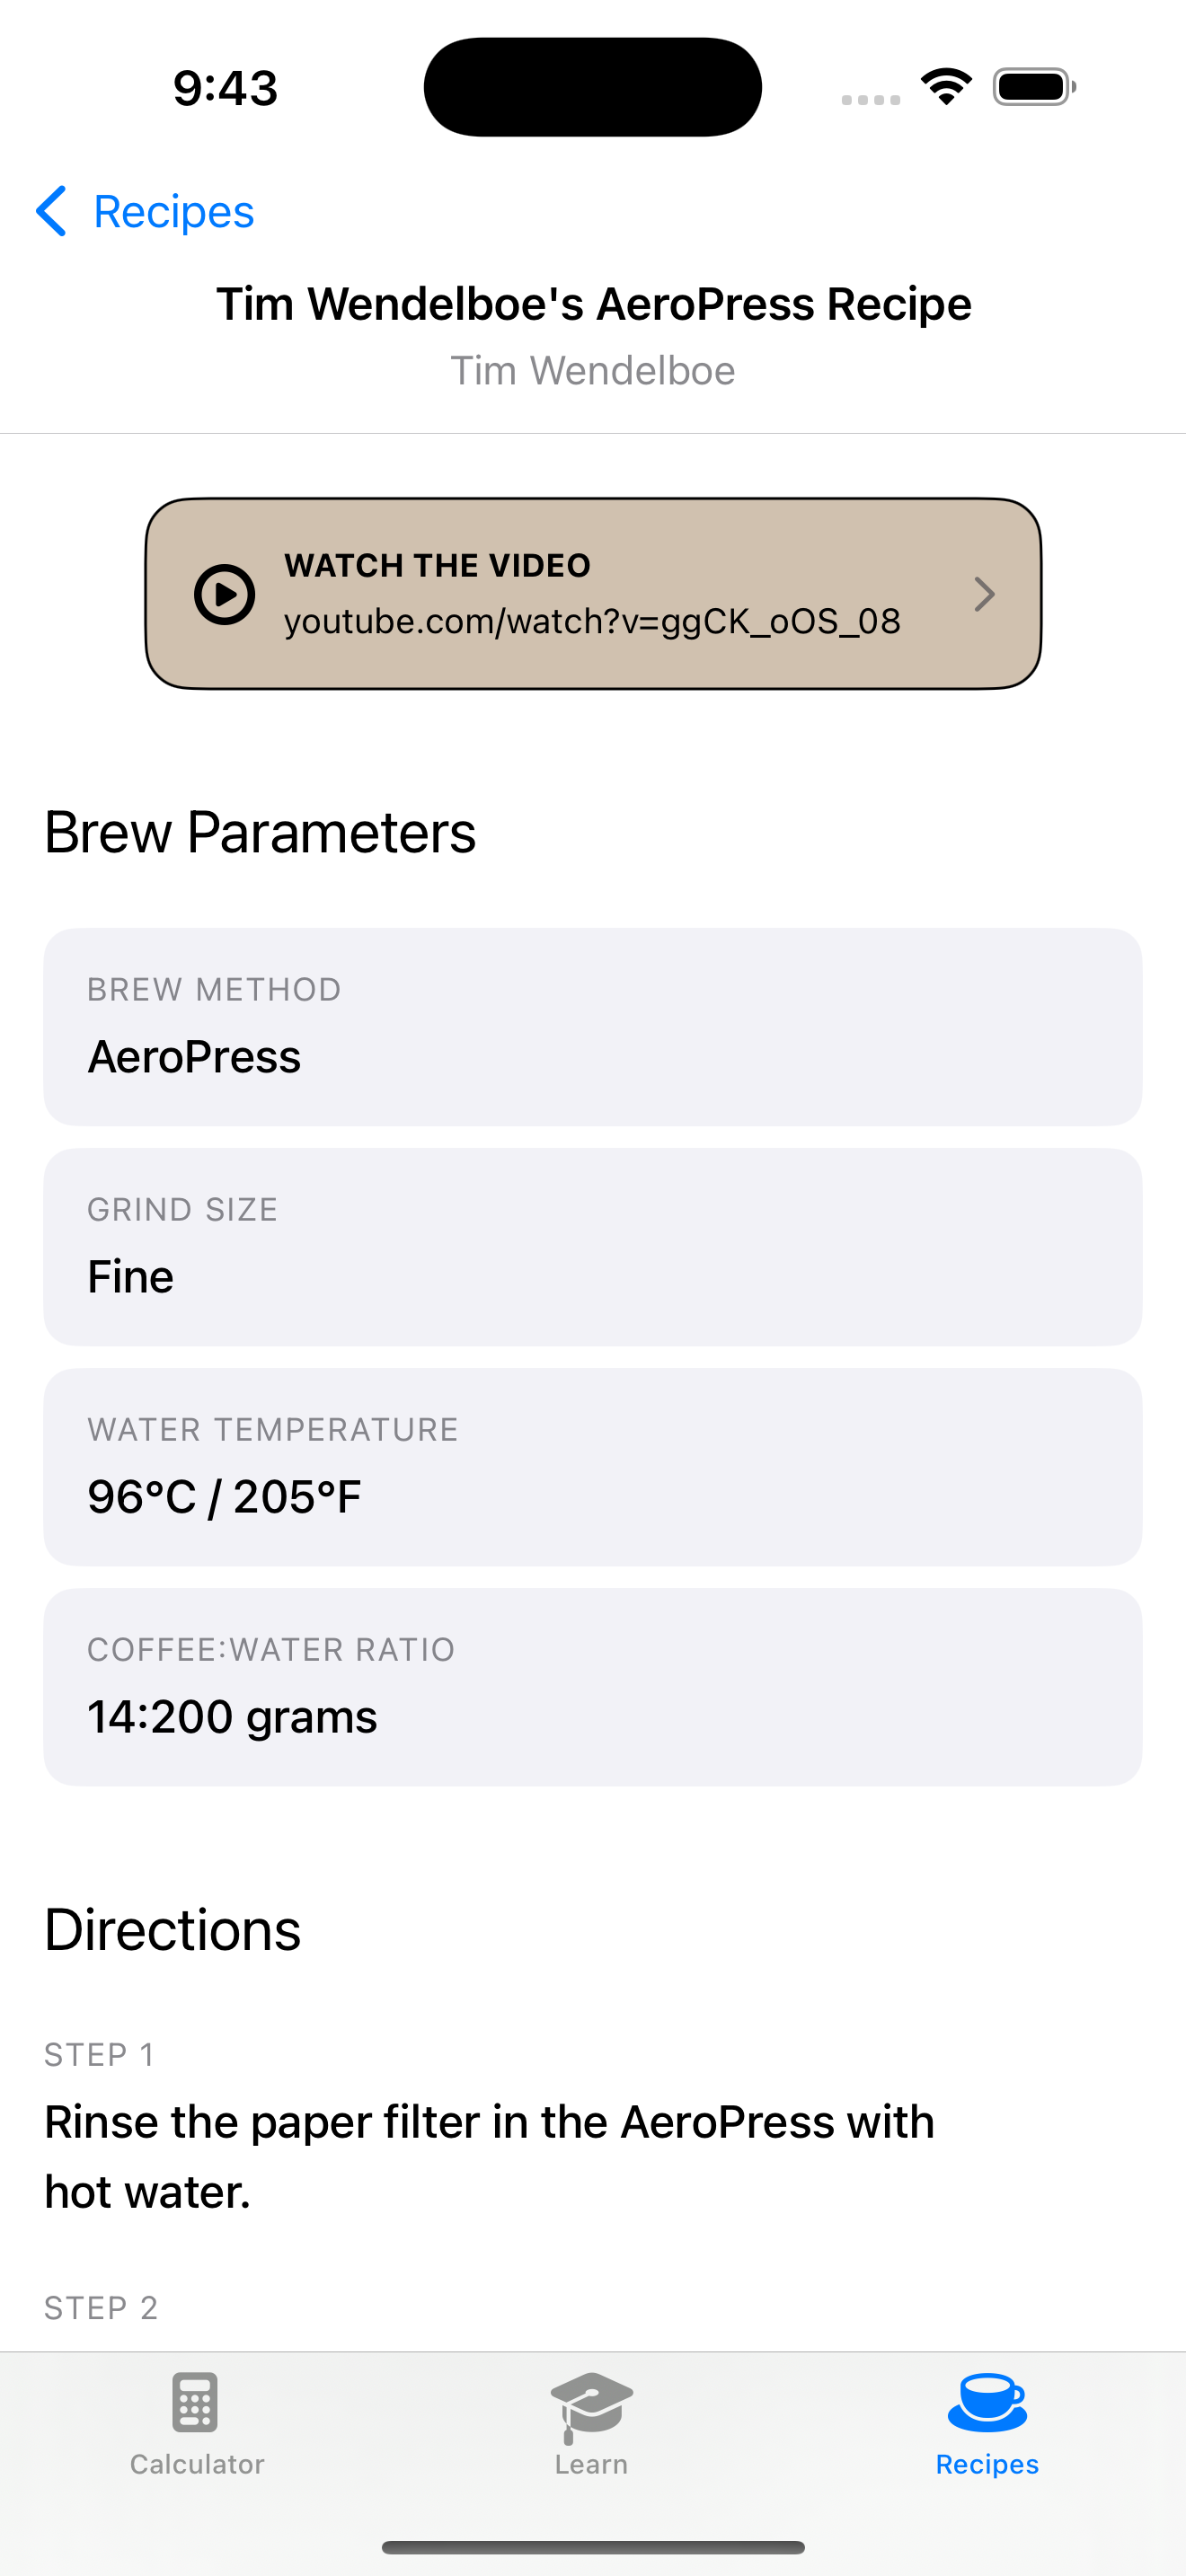 9:43
Recipes
Tim Wendelboe's AeroPress Recipe
Tim Wendelboe
WATCH THE VIDEO
youtube.com/watch?v=ggCK_oOS_08
Brew Parameters
BREW METHOD
AeroPress
GRIND SIZE
Fine
WATER TEMPERATURE
96°C / 205°F
COFFEE:WATER RATIO
14:200 grams
Directions
STEP 1
Rinse the paper filter in the AeroPress with
hot water.
STEP 2
Calculator
Learn
Recipes